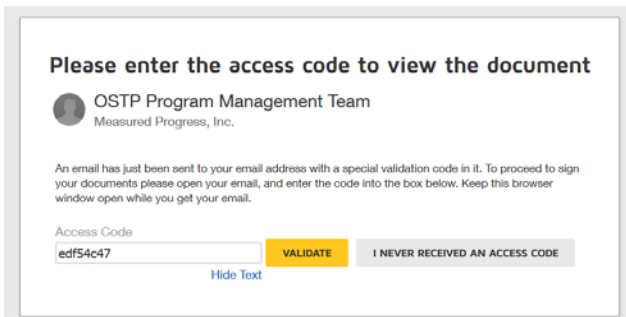 Please enter the access code to view the document
OSTP Program Management Team
Measured Progress, Inc.
An email has just been sent to your email address with a special validation code in it. To proceed to sign
your documents please open your email, and enter the code into the box below. Keep this browser
window open while you get your email.
Access Code
edf54c47 VALIDATE I NEVER RECEIVED AN ACCESS CODE
Hide Text